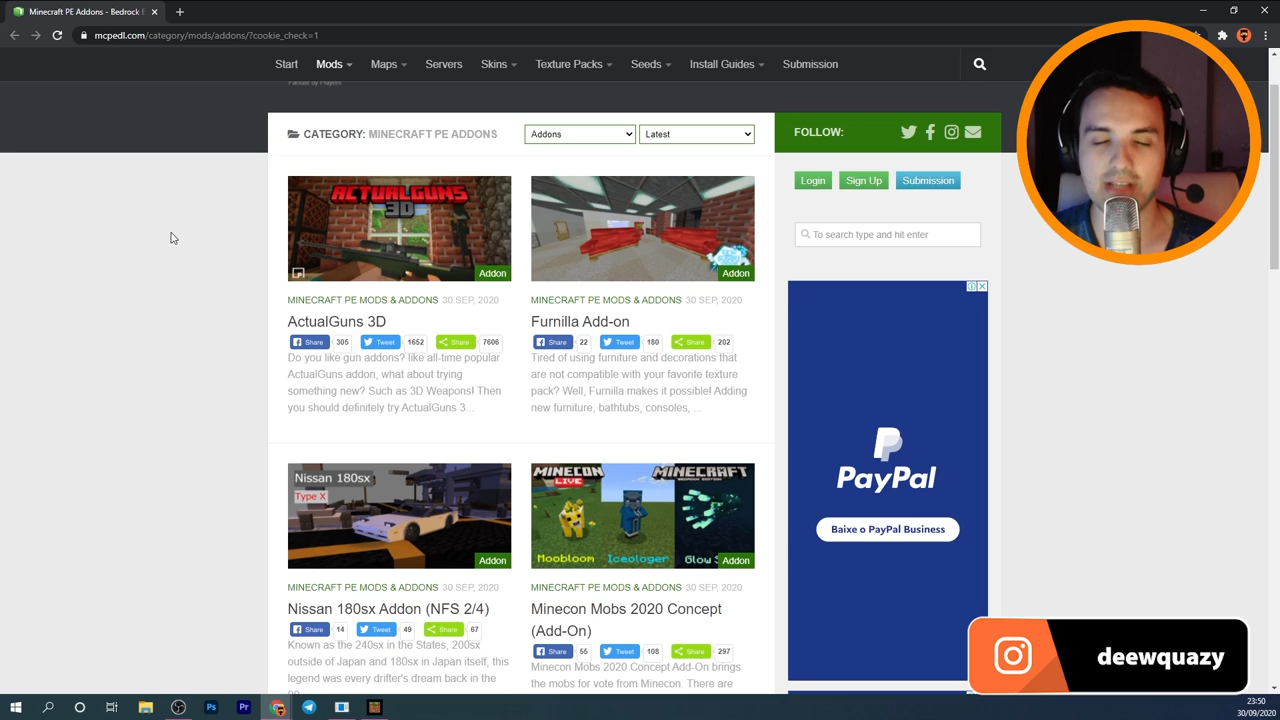 Minecraft PE Addons - Bedrock E
mcpedl.com/category/mods/addons/?cookie_check=1
Start Mods Maps Servers Skins Texture Packs Seeds Install Guides Submission
CATEGORY: MINECRAFT PE ADDONS
Addons
Latest
FOLLOW:
Login Sign Up Submission
To search type and hit enter
ACTUALGUNS
3D
Addon
MINECRAFT PE MODS & ADDONS 30 SEP, 2020
ActualGuns 3D
Share 305 Tweet 1652 Share 7606
Do you like gun addons? like all-time popular
ActualGuns addon, what about trying
something new? Such as 3D Weapons! Then
you should definitely try ActualGuns 3...
Addon
MINECRAFT PE MODS & ADDONS 30 SEP, 2020
Furnilla Add-on
Share 22 Tweet 180 Share 202
Tired of using furniture and decorations that
are not compatible with your favorite texture
pack? Well, Furnilla makes it possible! Adding
new furniture, bathtubs, consoles, ...
Nissan 180sx
Type X
Addon
MINECRAFT PE MODS & ADDONS 30 SEP, 2020
Nissan 180sx Addon (NFS 2/4)
Share 14 Tweet 49 Share 67
Known as the 240sx in the States, 200sx
outside of Japan and 180sx in Japan itself, this
legend was every drifter's dream back in the
MINECON
LIVE
MINECRAFT
Moobloom Iceologer Glow S
Addon
MINECRAFT PE MODS & ADDONS 30 SEP, 2020
Minecon Mobs 2020 Concept
(Add-On)
Share 55 Tweet 108 Share 297
Minecon Mobs 2020 Concept Add-On brings
the mobs for vote from Minecon. There are
PayPal
Baixe o PayPal Business
deewquazy
23:50
30/09/2020